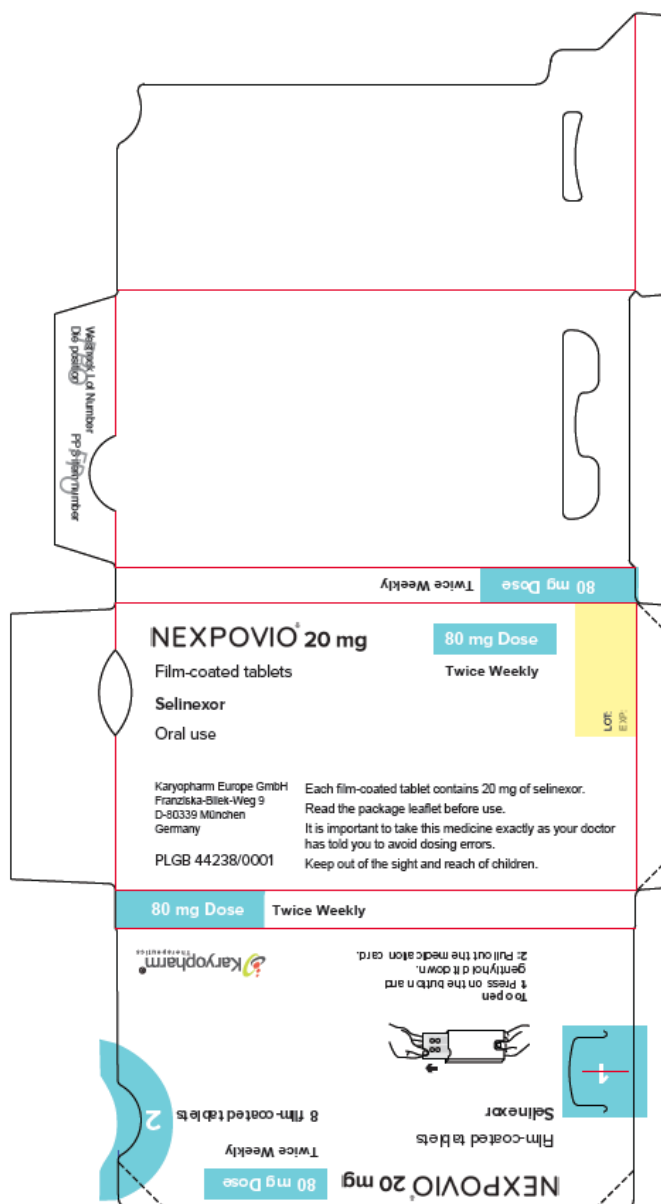 Westrock Lot Number
Die position
PP s-item number
80 mg Dose
Twice Weekly
NEXPOVIO® 20 mg
80 mg Dose
Film-coated tablets
Twice Weekly
Selinexor
Oral use
LOT:
EXP:
Karyopharm Europe GmbH
Franziska-Bilek-Weg 9
D-80339 München
Germany
PLGB 44238/0001
Each film-coated tablet contains 20 mg of selinexor.
Read the package leaflet before use.
It is important to take this medicine exactly as your doctor
has told you to avoid dosing errors.
Keep out of the sight and reach of children.
80 mg Dose
Twice Weekly
NEXPOVIO® 20 mg
80 mg Dose
Twice Weekly
Film-coated tablets
Selinexor
8 film-coated tablets
1
2
To open
1: Press on the button and
gently hold it down.
2: Pull out the medication card.
Karyopharm®
Therapeutics